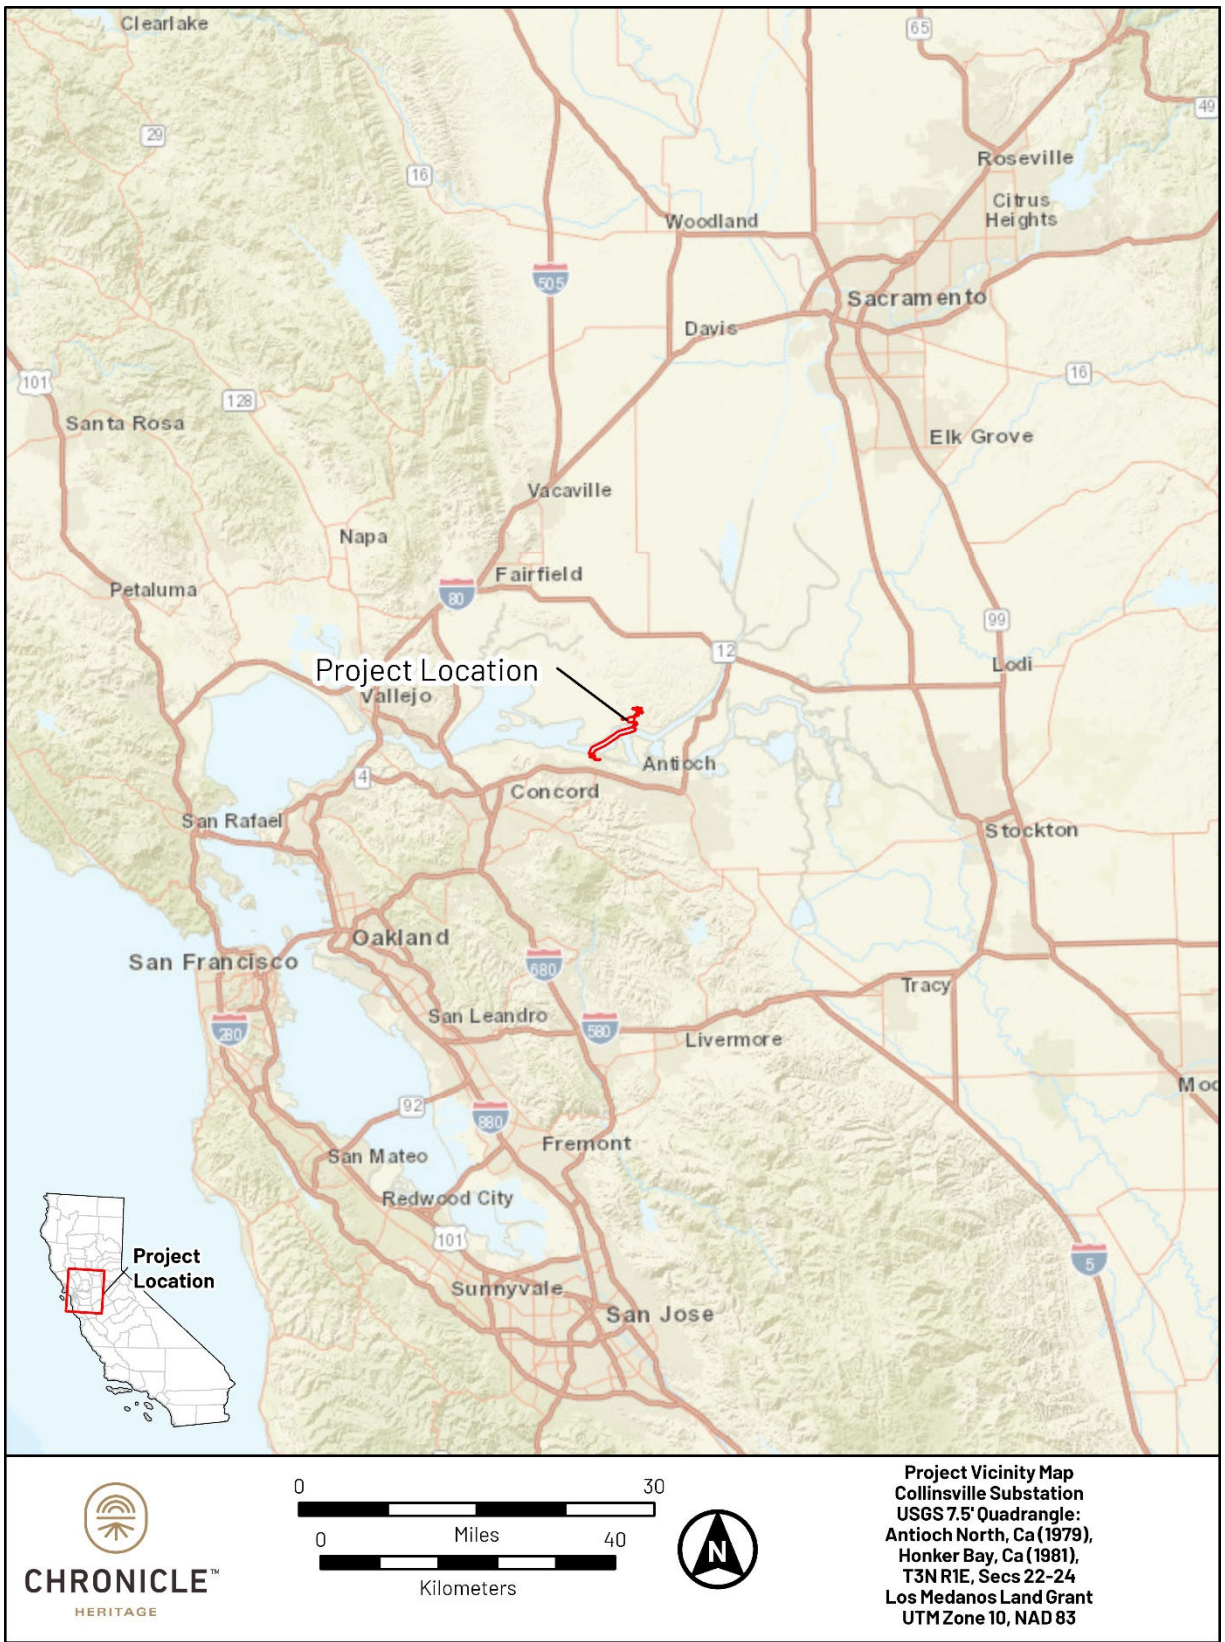 Clearlake
65
29
49
16
Roseville
Citrus
Heights
Woodland
505
Sacramento
Davis
101
16
128
Santa Rosa
Elk Grove
Vacaville
Napa
Fairfield
Petaluma
80
99
12
Lodi
Project Location
Vallejo
Antioch
4
Concord
San Rafael
Stockton
Oakland
San Francisco
680
Tracy
San Leandro
280
580
Livermore
Moc
92
880
Fremont
San Mateo
Redwood City
101
Project
Location
5
Sunnyvale
San Jose
0
30
Miles
0
40
Kilometers
N
CHRONICLE™
HERITAGE
Project Vicinity Map
Collinsville Substation
USGS 7.5' Quadrangle:
Antioch North, Ca (1979),
Honker Bay, Ca (1981),
T3N R1E, Secs 22-24
Los Medanos Land Grant
UTM Zone 10, NAD 83